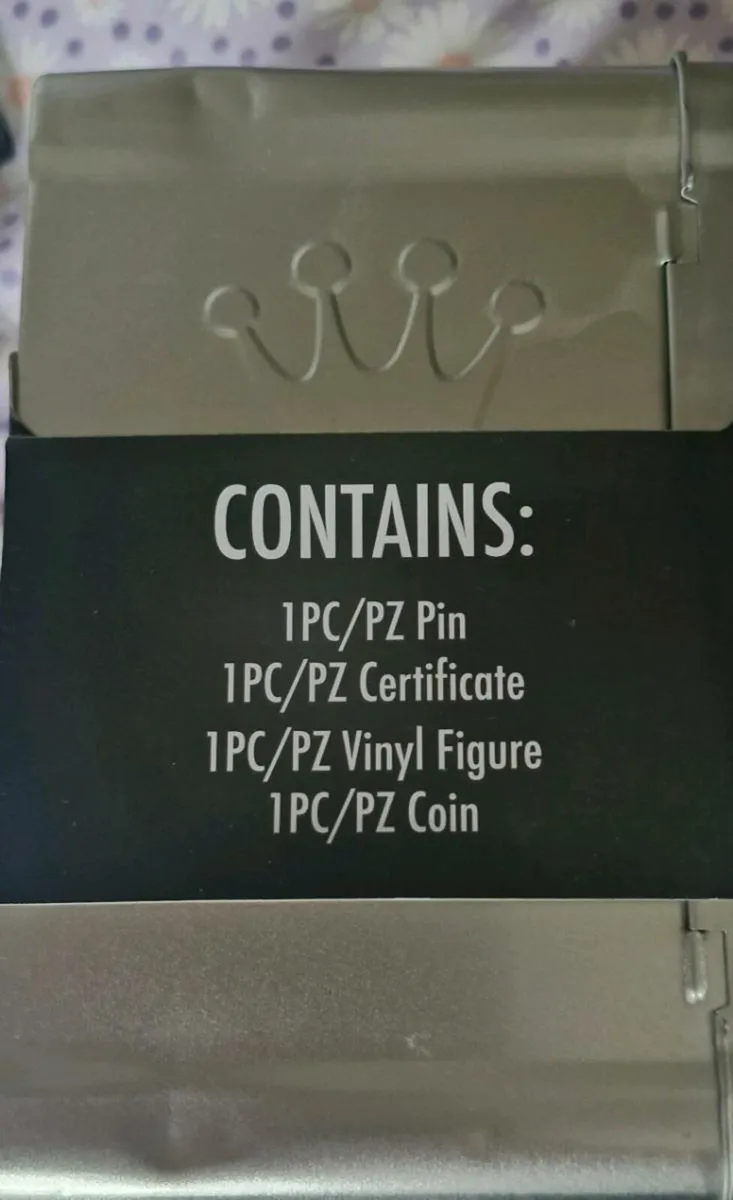 CONTAINS:
1PC/PZ Pin
1PC/PZ Certificate
1PC/PZ Vinyl Figure
1PC/PZ Coin